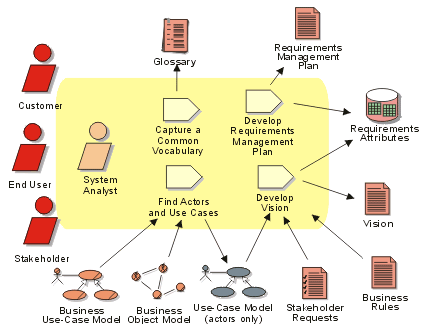 Glossary
Requirements
Management
Plan
Customer
Capture a
Common
Vocabulary
Develop
Requirements
Management
Plan
Requirements
Attributes
End User
System
Analyst
Find Actors
and Use Cases
Develop
Vision
Vision
Stakeholder
Business
Use-Case Model
Business
Object Model
Use-Case Model
(actors only)
Stakeholder
Requests
Business
Rules